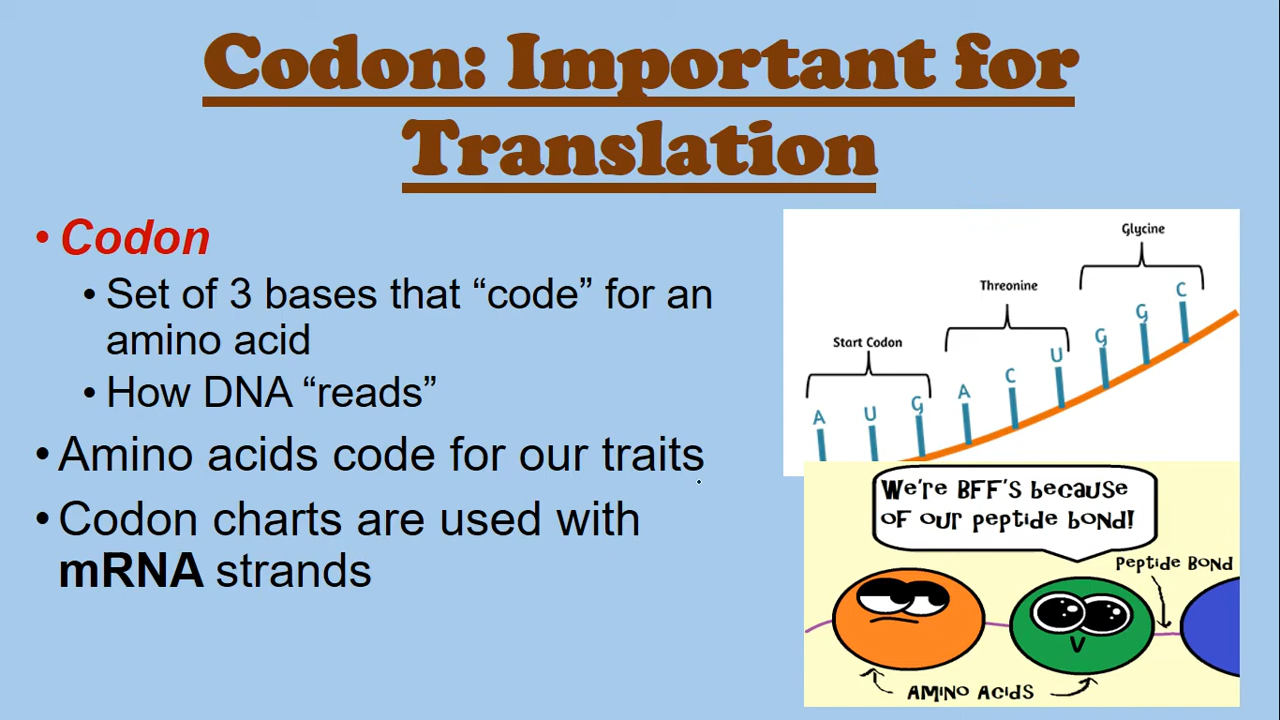 Codon: Important for
Translation
• Codon
• Set of 3 bases that “code” for an
amino acid
• How DNA “reads”
• Amino acids code for our traits
• Codon charts are used with
mRNA strands
Glycine
Threonine
Start Codon
A U G A C U G G C
We're BFF's because
of our peptide bond!
Peptide Bond
Amino Acids